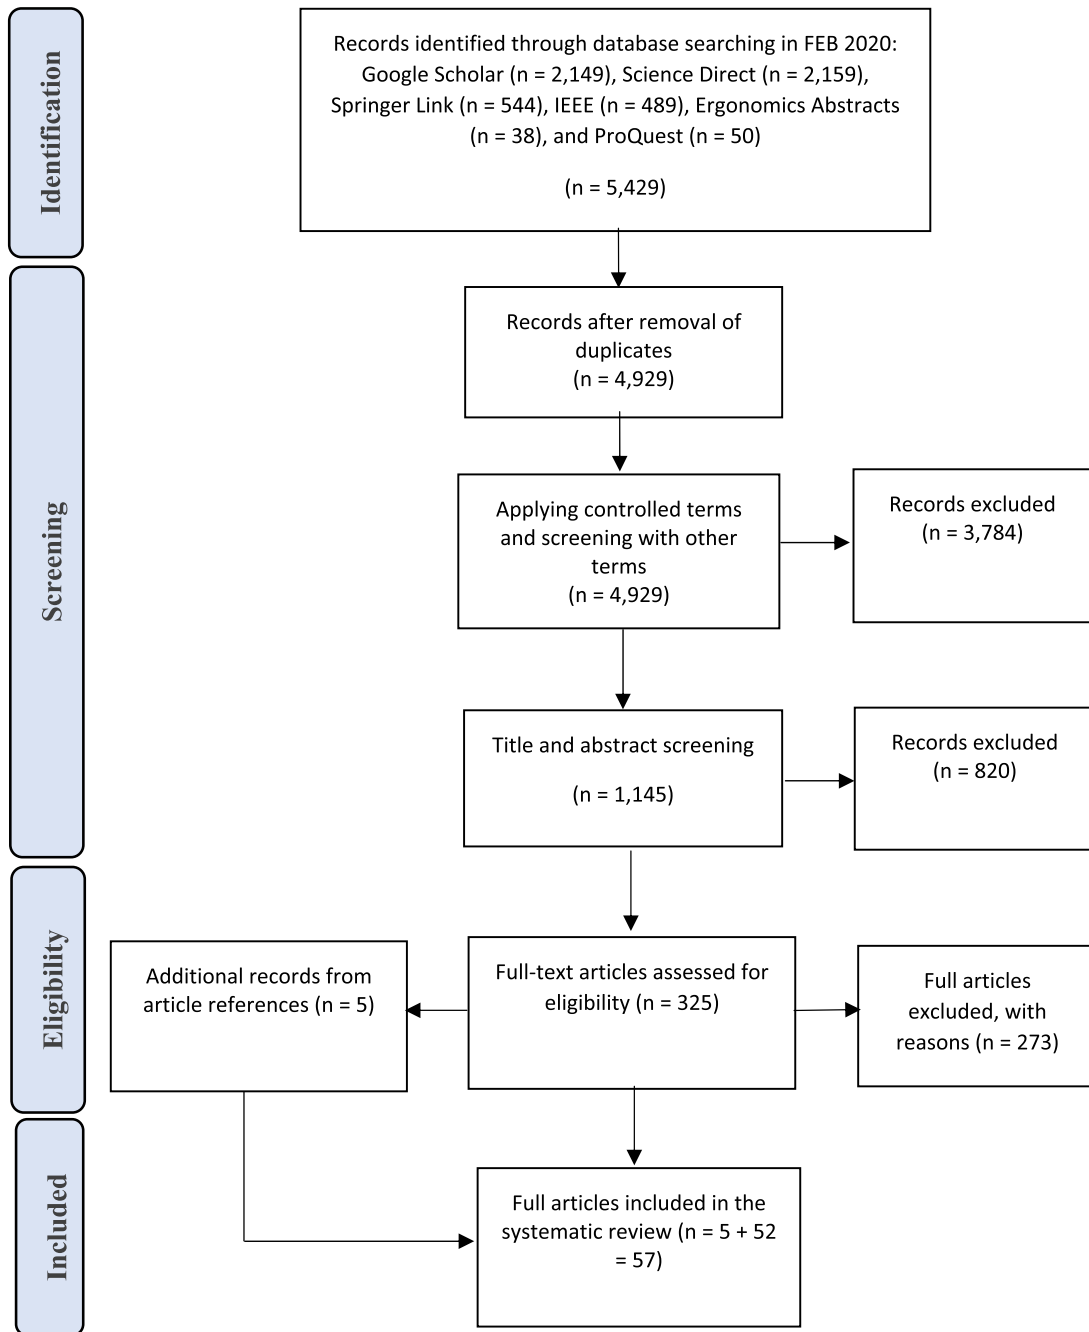 Identification
Records identified through database searching in FEB 2020:
Google Scholar (n = 2,149), Science Direct (n = 2,159),
Springer Link (n = 544), IEEE (n = 489), Ergonomics Abstracts
(n = 38), and ProQuest (n = 50)
(n = 5,429)
Screening
Records after removal of
duplicates
(n = 4,929)
Applying controlled terms
and screening with other
terms
(n = 4,929)
Records excluded
(n = 3,784)
Title and abstract screening
(n = 1,145)
Records excluded
(n = 820)
Eligibility
Additional records from
article references (n = 5)
Full-text articles assessed for
eligibility (n = 325)
Full articles
excluded, with
reasons (n = 273)
Included
Full articles included in the
systematic review (n = 5 + 52
= 57)